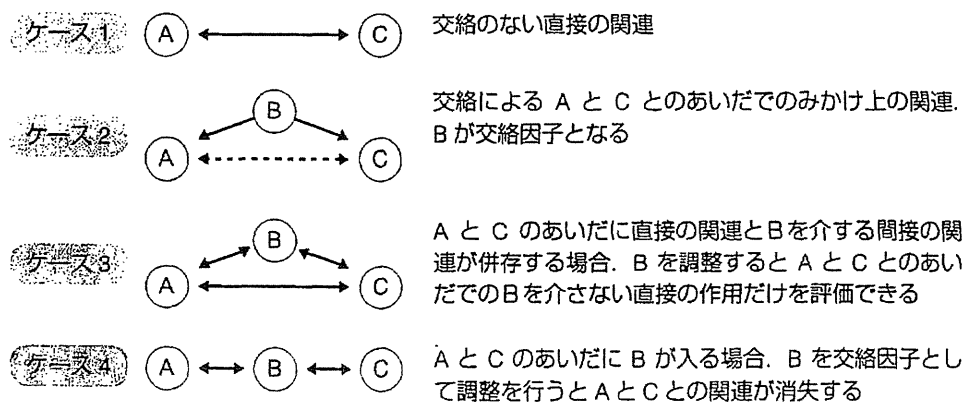 ケース1 A C 交絡のない直接の関連
B
ケース2 A C
交絡による A と C とのあいだでのみかけ上の関連.
B が交絡因子となる
B
ケース3 A C
A と C のあいだに直接の関連とBを介する間接の関
連が併存する場合. B を調整すると A と C とのあい
だでのBを介さない直接の作用だけを評価できる
ケース4 A B C
A と C のあいだに B が入る場合. B を交絡因子とし
て調整を行うと A と C との関連が消失する